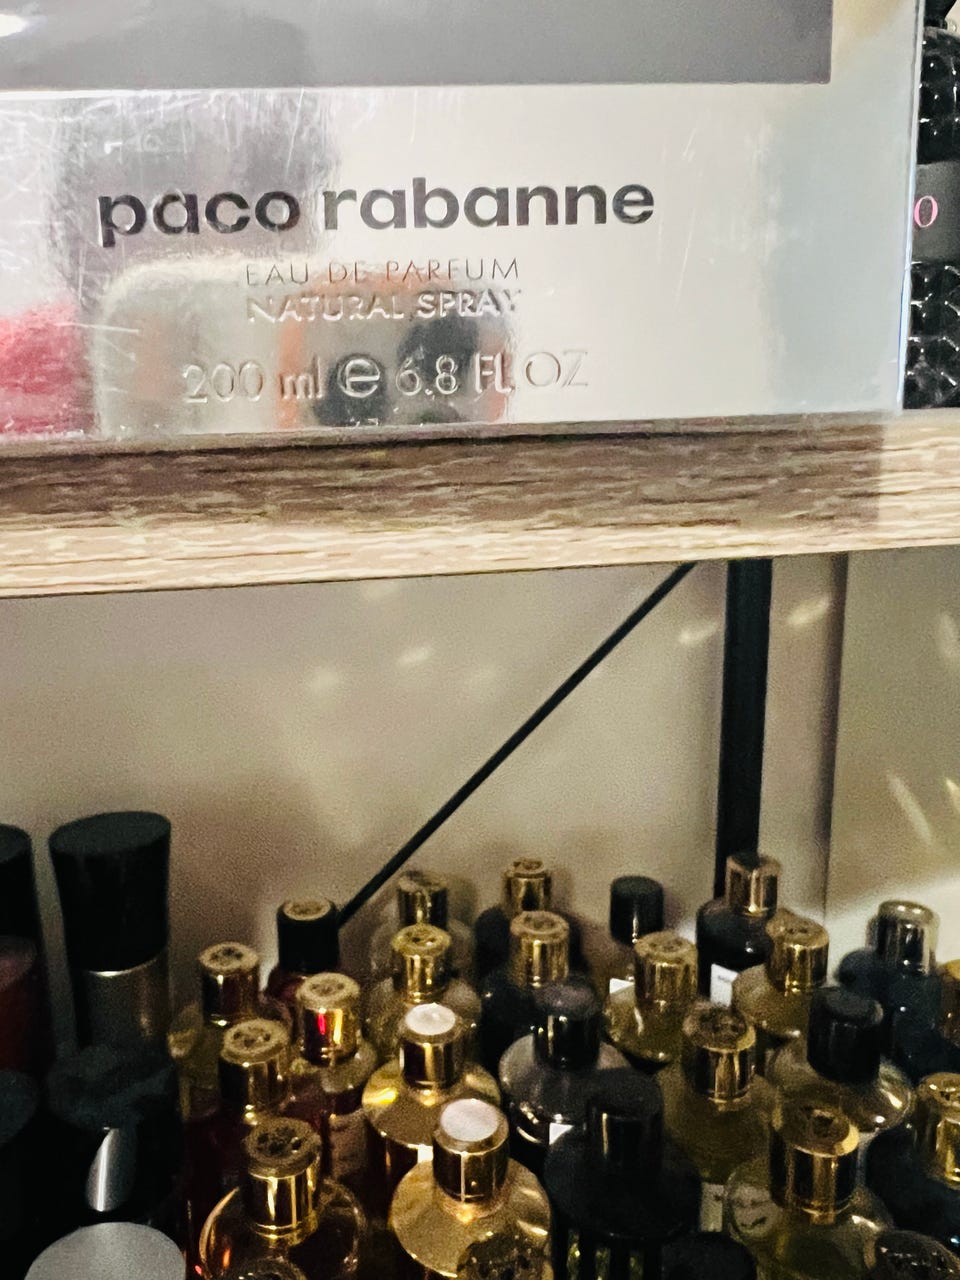 paco rabanne
EAU DE PARFUM
NATURAL SPRAY
200 ml e 6.8 FL OZ
o